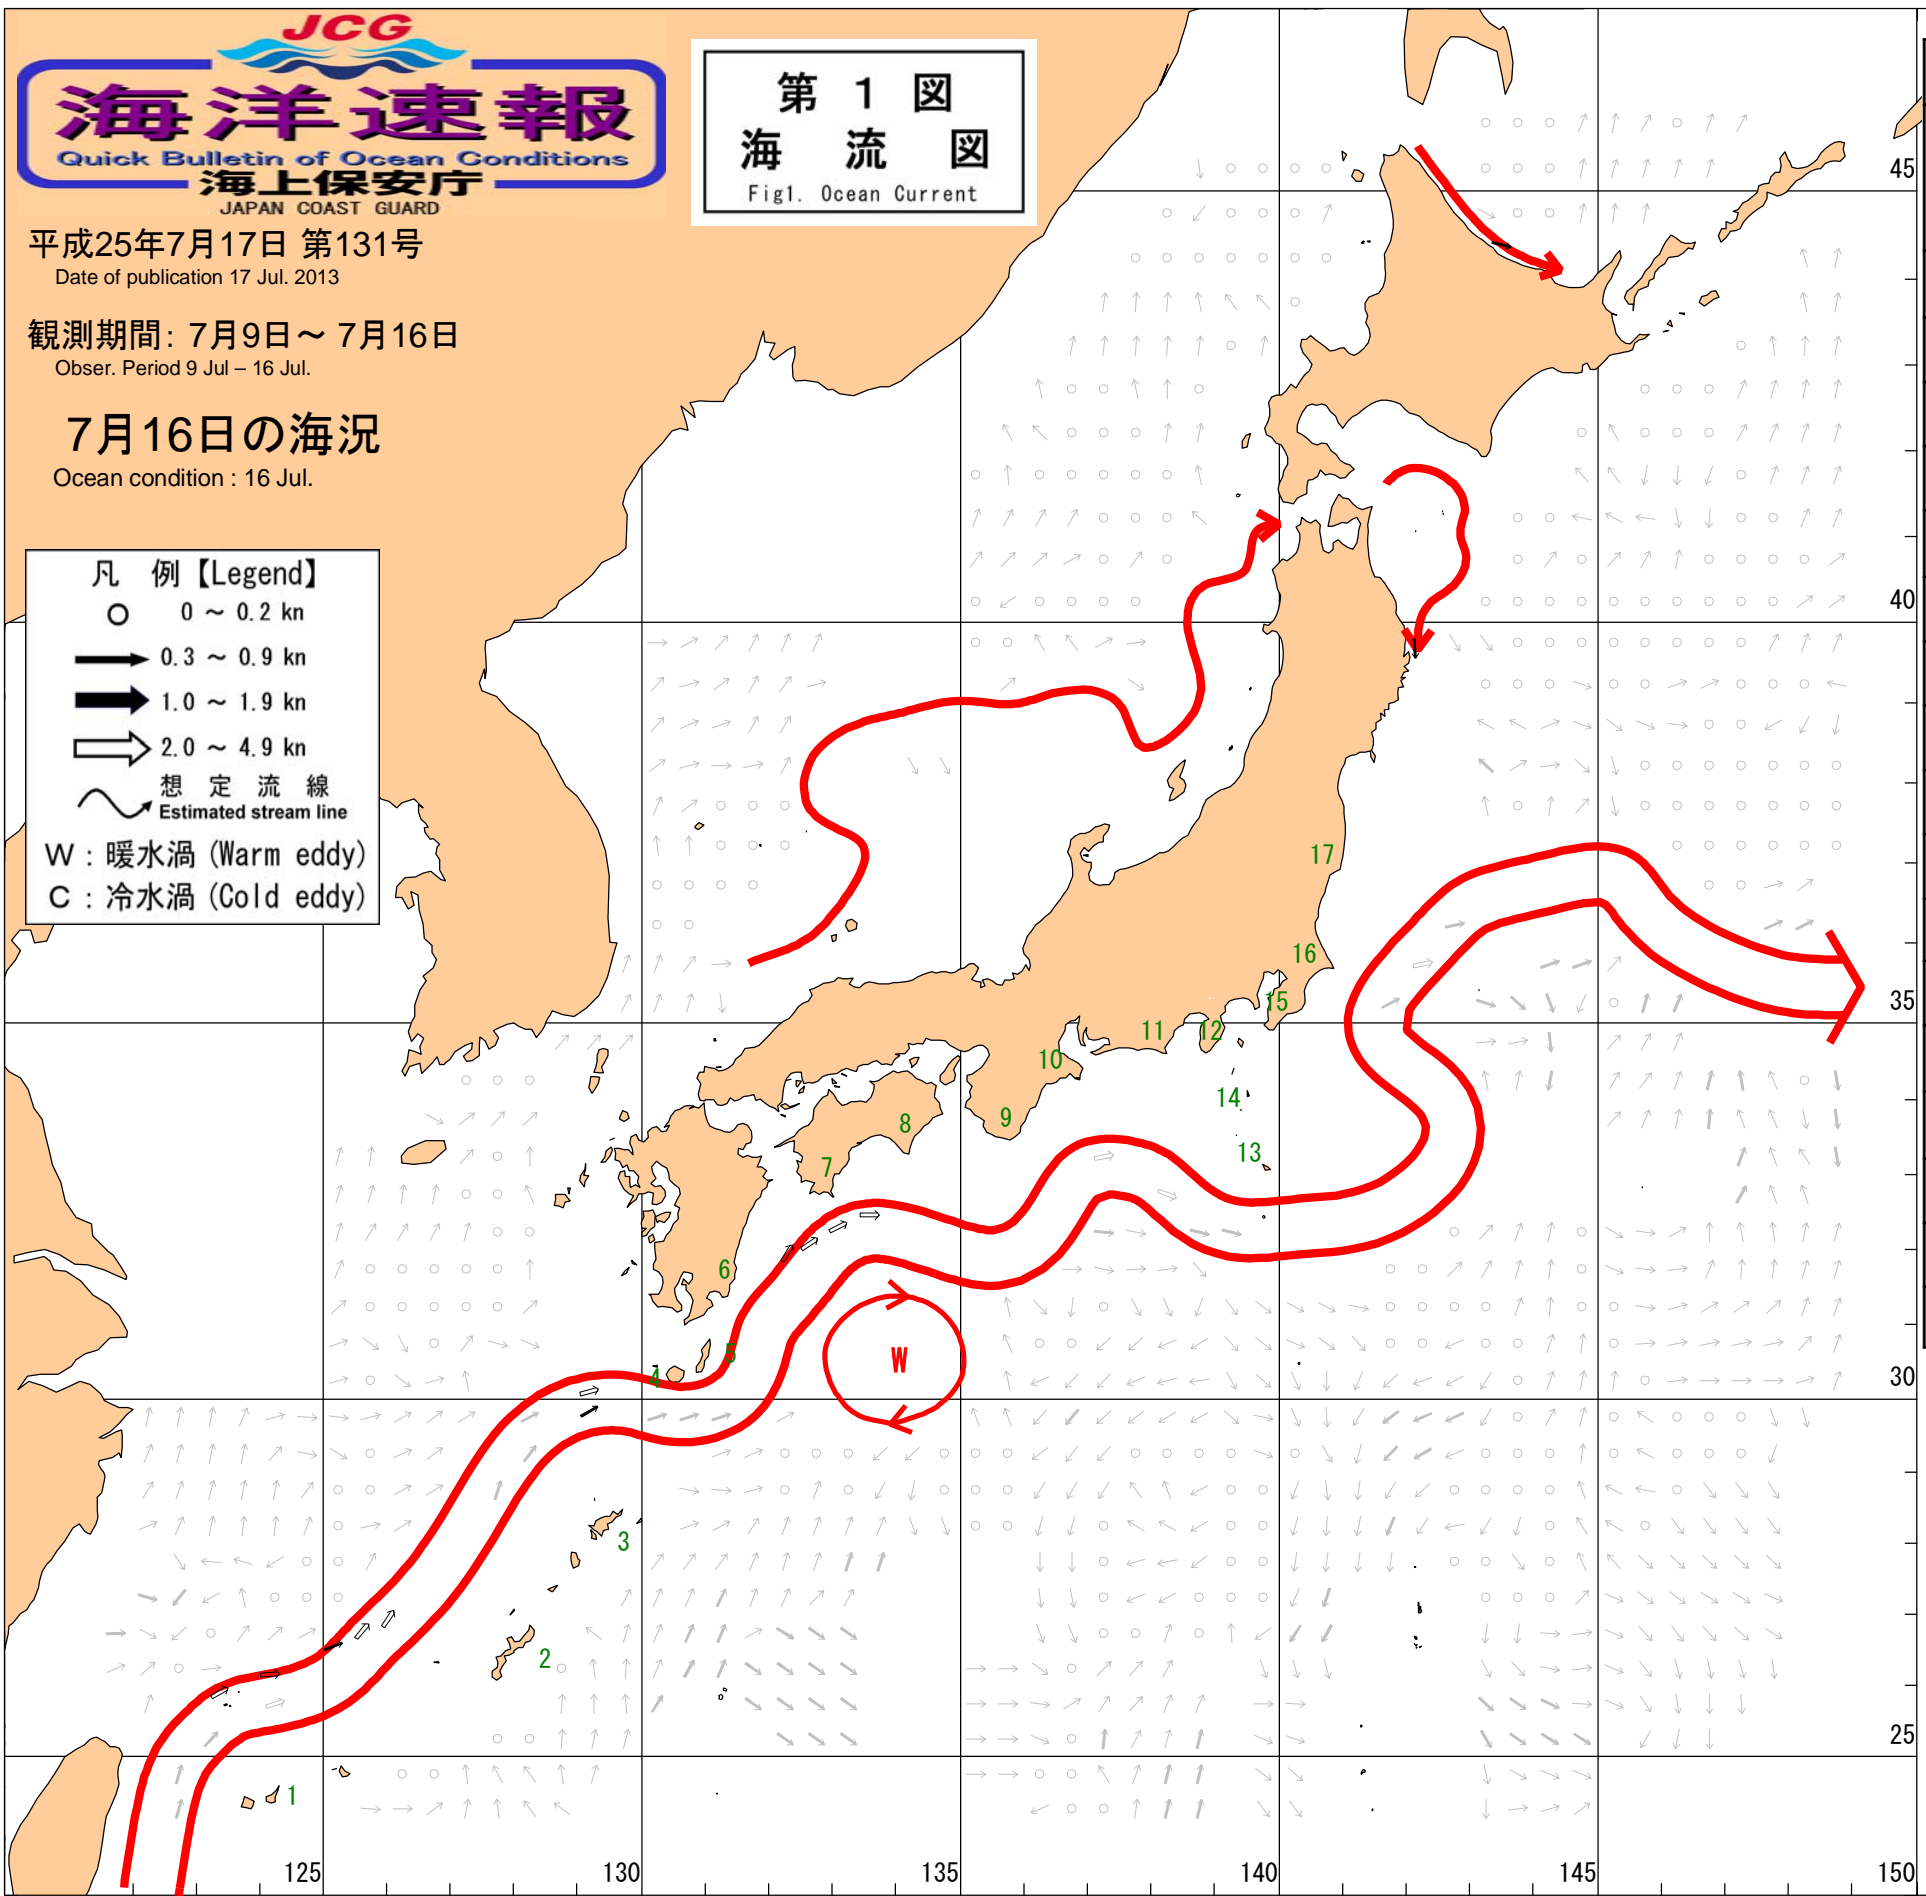 JCG
海洋速報
Quick Bulletin of Ocean Conditions
海上保安庁
JAPAN COAST GUARD
第 1 図
海 流 図
Fig1. Ocean Current
平成25年7月17日 第131号
Date of publication 17 Jul. 2013
観測期間: 7月9日～ 7月16日
Obser. Period 9 Jul – 16 Jul.
7月16日の海況
Ocean condition : 16 Jul.
凡 例【Legend】
0 ～ 0.2 kn
0.3 ～ 0.9 kn
1.0 ～ 1.9 kn
2.0 ～ 4.9 kn
想 定 流 線
Estimated stream line
W : 暖水渦 (Warm eddy)
C : 冷水渦 (Cold eddy)
45
40
17
16
35
15
12
11
10
14
9
8
13
7
6
W
5
4
30
3
2
25
1
125
130
135
140
145
150